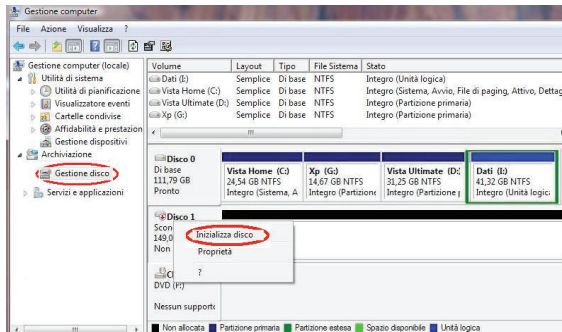 Gestione computer
File Azione Visualizza ?
Gestione computer (locale)
Utilità di sistema
Utilità di pianificazione
Visualizzatore eventi
Cartelle condivise
Affidabilità e prestazion
Gestione dispositivi
Archiviazione
Gestione disco
Servizi e applicazioni
Volume Layout Tipo File Sistema Stato
Dati (I:) Semplice Di base NTFS Integro (Unità logica)
Vista Home (C:) Semplice Di base NTFS Integro (Sistema, Avvio, File di paging, Attivo, Dettag
Vista Ultimate (D:) Semplice Di base NTFS Integro (Partizione primaria)
Xp (G:) Semplice Di base NTFS Integro (Partizione primaria)
Disco 0
Di base
111,79 GB
Pronto
Vista Home (C:)
24,54 GB NTFS
Integro (Sistema, A
Xp (G:)
14,67 GB NTFS
Integro (Partizione
Vista Ultimate (D:
31,25 GB NTFS
Integro (Partizione
Dati (I:)
41,32 GB NTFS
Integro (Unità logic
Disco 1
Scon
149,0
Non
Inizializza disco
Proprietà
?
DVD (F:)
Nessun support
Non allocata Partizione primaria Partizione estesa Spazio disponibile Unità logica